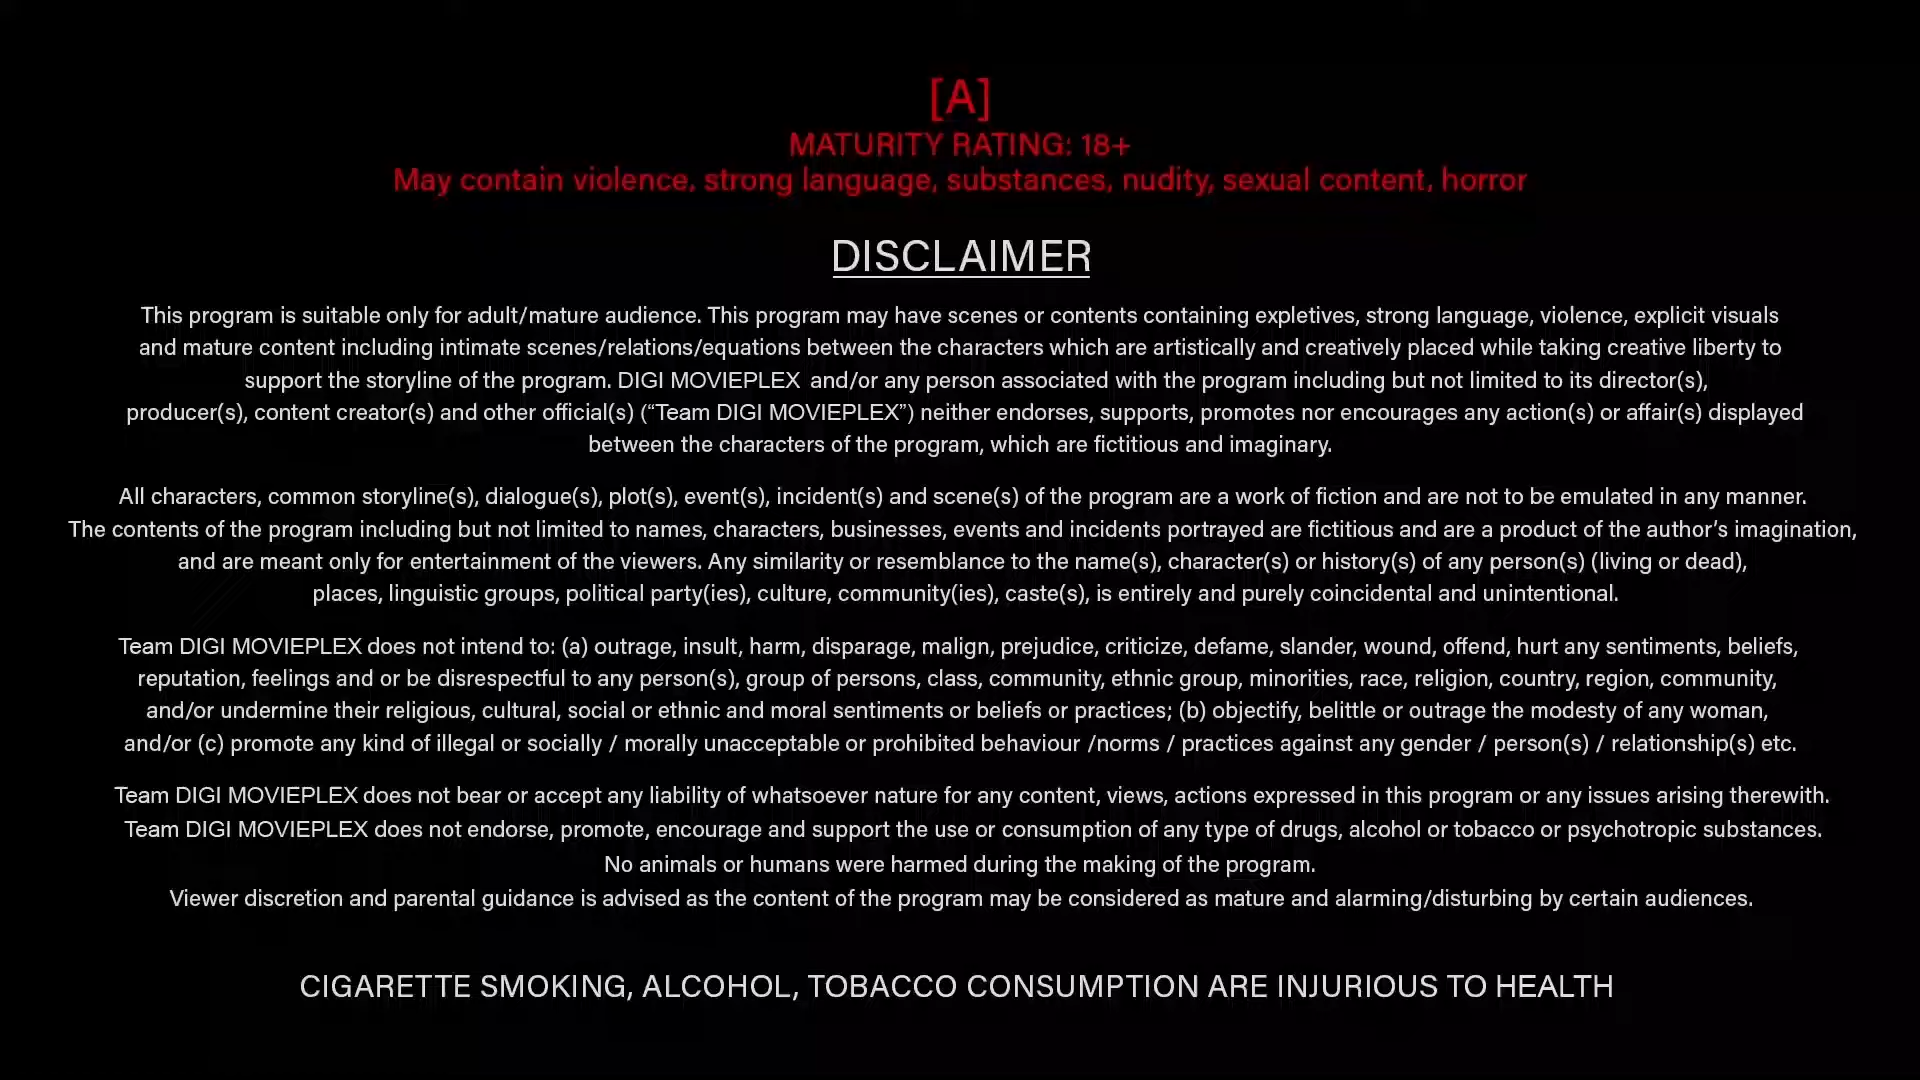 [A]
MATURITY RATING: 18+
May contain violence, strong language, substances, nudity, sexual content, horror
DISCLAIMER
This program is suitable only for adult/mature audience. This program may have scenes or contents containing expletives, strong language, violence, explicit visuals
and mature content including intimate scenes/relations/equations between the characters which are artistically and creatively placed while taking creative liberty to
support the storyline of the program. DIGI MOVIEPLEX and/or any person associated with the program including but not limited to its director(s),
producer(s), content creator(s) and other official(s) (“Team DIGI MOVIEPLEX”) neither endorses, supports, promotes nor encourages any action(s) or affair(s) displayed
between the characters of the program, which are fictitious and imaginary.
All characters, common storyline(s), dialogue(s), plot(s), event(s), incident(s) and scene(s) of the program are a work of fiction and are not to be emulated in any manner.
The contents of the program including but not limited to names, characters, businesses, events and incidents portrayed are fictitious and are a product of the author’s imagination,
and are meant only for entertainment of the viewers. Any similarity or resemblance to the name(s), character(s) or history(s) of any person(s) (living or dead),
places, linguistic groups, political party(ies), culture, community(ies), caste(s), is entirely and purely coincidental and unintentional.
Team DIGI MOVIEPLEX does not intend to: (a) outrage, insult, harm, disparage, malign, prejudice, criticize, defame, slander, wound, offend, hurt any sentiments, beliefs,
reputation, feelings and or be disrespectful to any person(s), group of persons, class, community, ethnic group, minorities, race, religion, country, region, community,
and/or undermine their religious, cultural, social or ethnic and moral sentiments or beliefs or practices; (b) objectify, belittle or outrage the modesty of any woman,
and/or (c) promote any kind of illegal or socially / morally unacceptable or prohibited behaviour /norms / practices against any gender / person(s) / relationship(s) etc.
Team DIGI MOVIEPLEX does not bear or accept any liability of whatsoever nature for any content, views, actions expressed in this program or any issues arising therewith.
Team DIGI MOVIEPLEX does not endorse, promote, encourage and support the use or consumption of any type of drugs, alcohol or tobacco or psychotropic substances.
No animals or humans were harmed during the making of the program.
Viewer discretion and parental guidance is advised as the content of the program may be considered as mature and alarming/disturbing by certain audiences.
CIGARETTE SMOKING, ALCOHOL, TOBACCO CONSUMPTION ARE INJURIOUS TO HEALTH